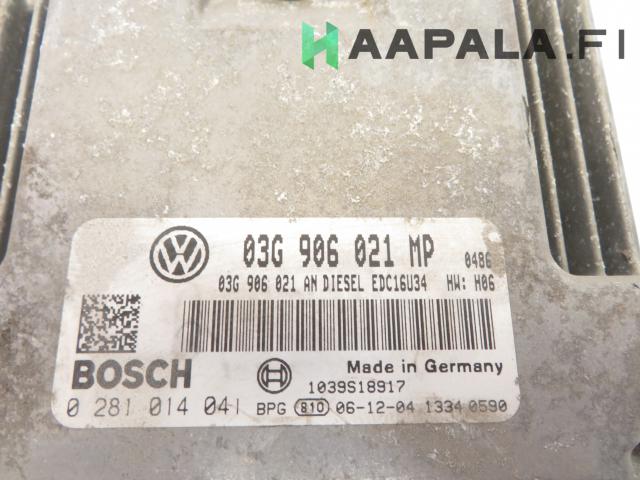 HAAPALA.FI
03G 906 021 MP 0486
03G 906 021 AN DIESEL EDC16U34 HW: H06
BOSCH
Made in Germany
1039S18917
0 281 014 041 BPG 810 06-12-04 1334 0590